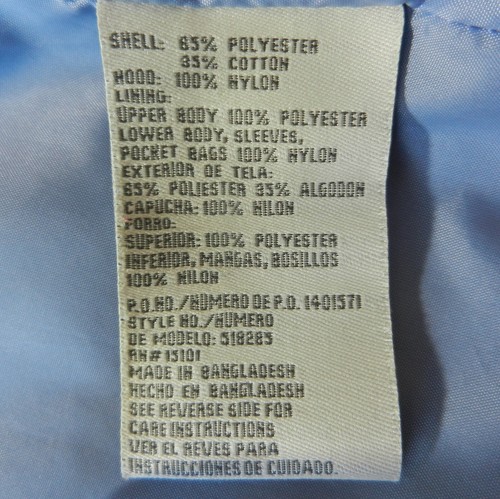 SHELL: 65% POLYESTER
35% COTTON
HOOD: 100% NYLON
LINING:
UPPER BODY 100% POLYESTER
LOWER BODY, SLEEVES,
POCKET BAGS 100% NYLON
EXTERIOR DE TELA:
65% POLIESTER 35% ALGODON
CAPUCHA: 100% NILON
FORRO:
SUPERIOR: 100% POLYESTER
INFERIOR, MANGAS, BOSILLOS
100% NILON
P.O.NO./NUMERO DE P.O. 1401571
STYLE NO./NUMERO
DE MODELO: 518285
RN# 15101
MADE IN BANGLADESH
HECHO EN BANGLADESH
SEE REVERSE SIDE FOR
CARE INSTRUCTIONS
VER EL REVES PARA
INSTRUCCIONES DE CUIDADO.